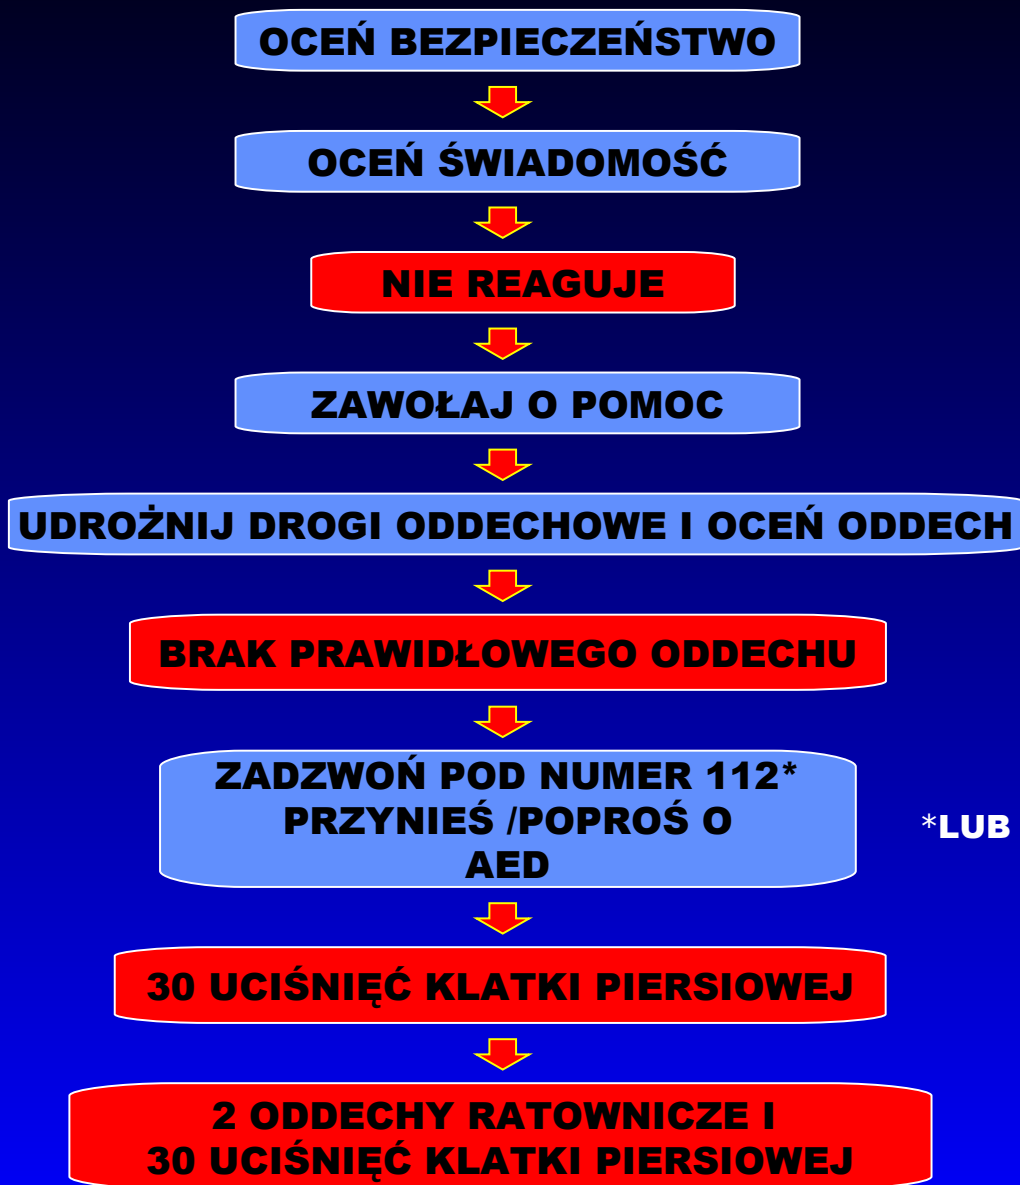 OCEŃ BEZPIECZEŃSTWO
OCEŃ ŚWIADOMOŚĆ
NIE REAGUJE
ZAWOŁAJ O POMOC
UDROŻNIJ DROGI ODDECHOWE I OCEŃ ODDECH
BRAK PRAWIDŁOWEGO ODDECHU
ZADZWOŃ POD NUMER 112*
PRZYNIEŚ /POPROŚ O
AED
*LUB
30 UCIŚNIĘĆ KLATKI PIERSIOWEJ
2 ODDECHY RATOWNICZE I
30 UCIŚNIĘĆ KLATKI PIERSIOWEJ